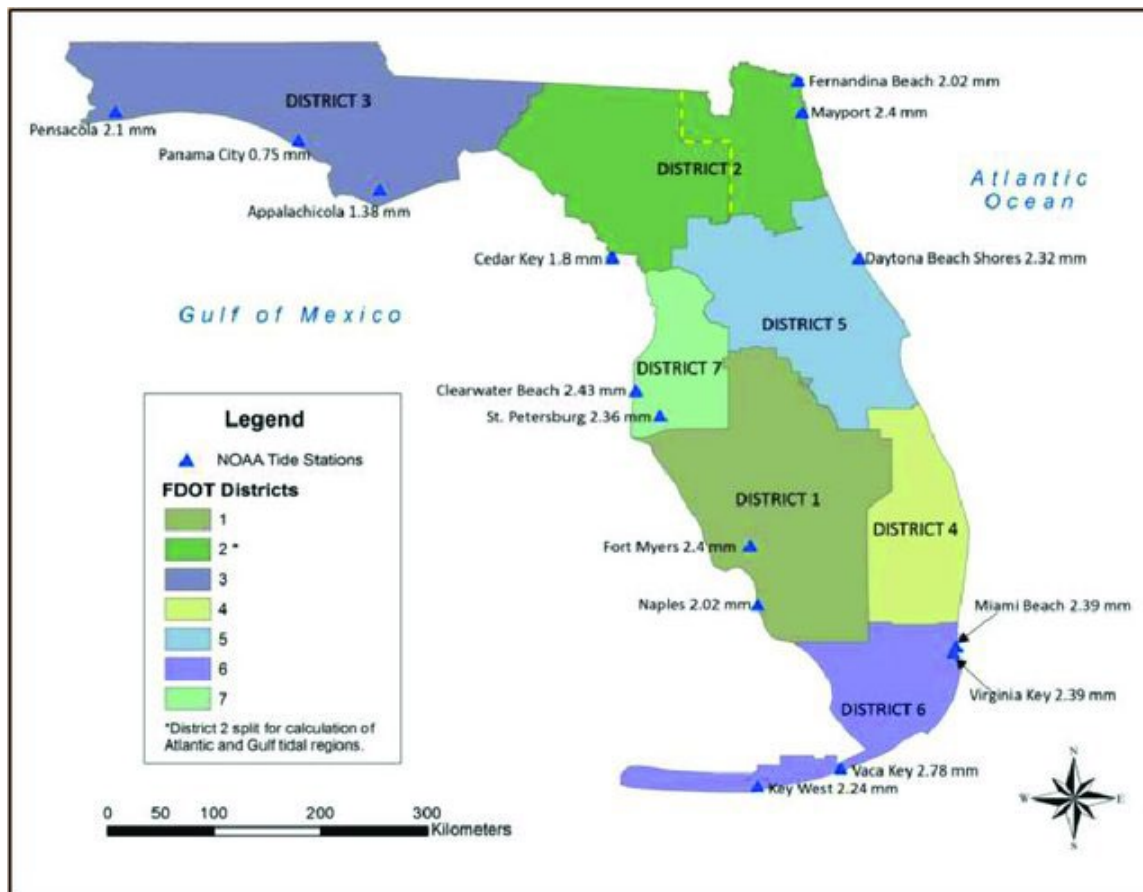 Fernandina Beach 2.02 mm
DISTRICT 3
Pensacola 2.1 mm
Mayport 2.4 mm
Panama City 0.75 mm
DISTRICT 2
Atlantic
Ocean
Appalachicola 1.38 mm
Cedar Key 1.8 mm
Daytona Beach Shores 2.32 mm
Gulf of Mexico
DISTRICT 5
DISTRICT 7
Clearwater Beach 2.43 mm
St. Petersburg 2.36 mm
Legend
NOAA Tide Stations
FDOT Districts
1
2 *
3
4
5
6
7
*District 2 split for calculation of
Atlantic and Gulf tidal regions.
DISTRICT 1
DISTRICT 4
Fort Myers 2.4 mm
Naples 2.02 mm
Miami Beach 2.39 mm
Virginia Key 2.39 mm
DISTRICT 6
Vaca Key 2.78 mm
Key West 2.24 mm
0 50 100 200 300
Kilometers
N
W E
S